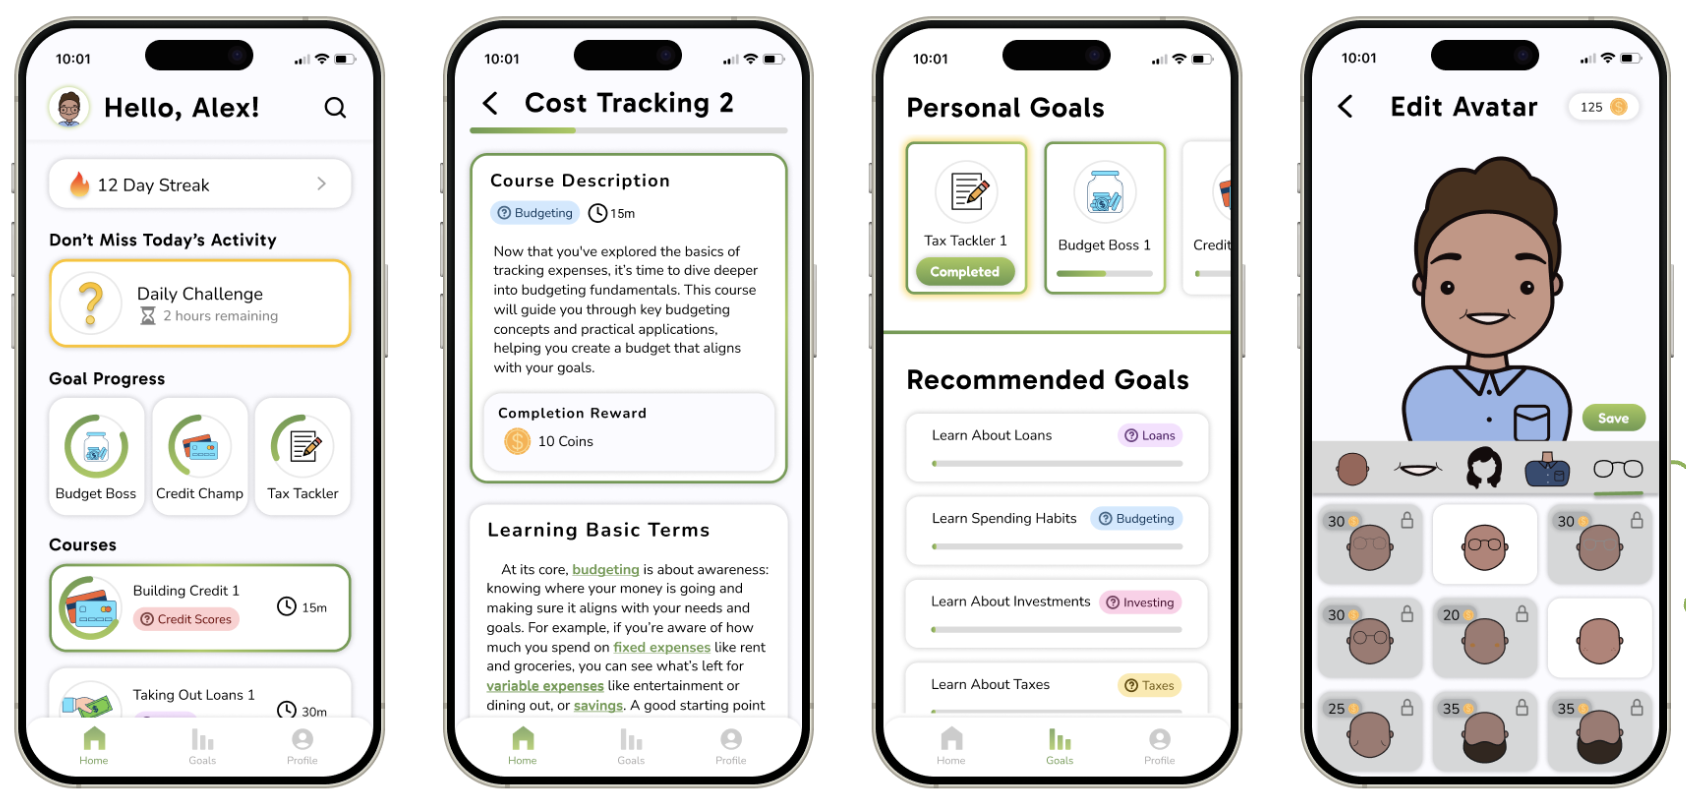 10:01
Hello, Alex!
12 Day Streak
Don't Miss Today's Activity
?
Daily Challenge
2 hours remaining
Goal Progress
Budget Boss
Credit Champ
Tax Tackler
Courses
Building Credit 1
? Credit Scores
15m
Taking Out Loans 1
30m
Home
Goals
Profile
10:01
Cost Tracking 2
Course Description
? Budgeting
15m
Now that you've explored the basics of
tracking expenses, it's time to dive deeper
into budgeting fundamentals. This course
will guide you through key budgeting
concepts and practical applications,
helping you create a budget that aligns
with your goals.
Completion Reward
$ 10 Coins
Learning Basic Terms
At its core, budgeting is about awareness:
knowing where your money is going and
making sure it aligns with your needs and
goals. For example, if you're aware of how
much you spend on fixed expenses like rent
and groceries, you can see what's left for
variable expenses like entertainment or
dining out, or savings. A good starting point
Home
Goals
Profile
10:01
Personal Goals
Tax Tackler 1
Completed
Budget Boss 1
Credit
Recommended Goals
Learn About Loans
? Loans
Learn Spending Habits
? Budgeting
Learn About Investments
? Investing
Learn About Taxes
? Taxes
Home
Goals
Profile
10:01
Edit Avatar
125 $
Save
30
30
30
20
25
35
35